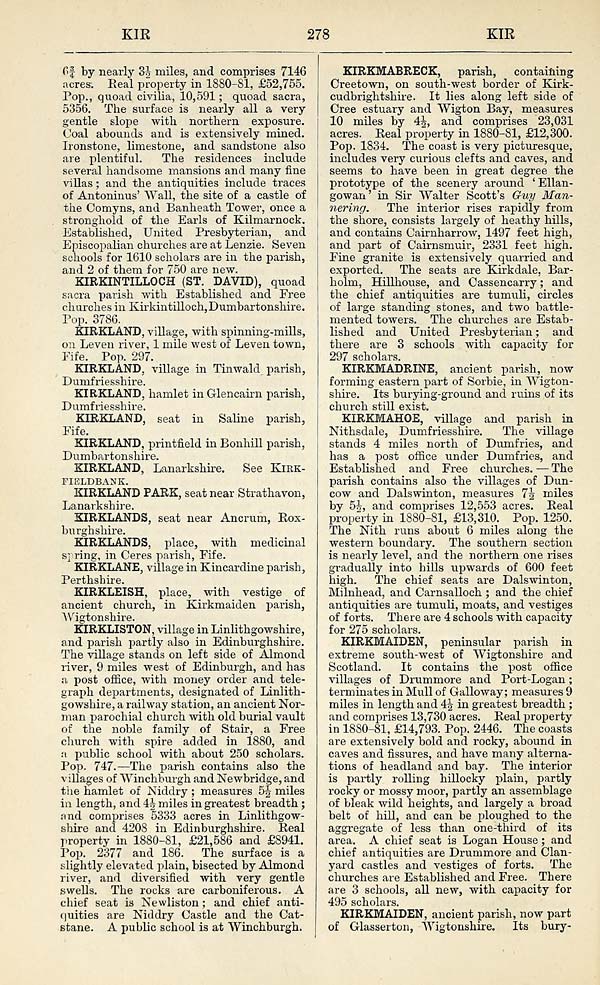 KIR 278 KIR
6¾ by nearly 3½ miles, and comprises 7146
acres. Real property in 1880-81, £52,755.
Pop., quoad civilia, 10,591; quoad sacra,
5356. The surface is nearly all a very
gentle slope with northern exposure.
Coal abounds and is extensively mined.
Ironstone, limestone, and sandstone also
are plentiful. The residences include
several handsome mansions and many fine
villas; and the antiquities include traces
of Antoninus' Wall, the site of a castle of
the Comyns, and Banheath Tower, once a
stronghold of the Earls of Kilmarnock.
Established, United Presbyterian, and
Episcopalian churches are at Lenzie. Seven
schools for 1610 scholars are in the parish,
and 2 of them for 750 are new.
KIRKINTILLOCH (ST. DAVID), quoad
sacra parish with Established and Free
churches in Kirkintilloch, Dumbartonshire.
Pop. 3786.
KIRKLAND, village, with spinning-mills,
on Leven river, 1 mile west of Leven town,
Fife. Pop. 297.
KIRKLAND, village in Tinwald parish,
Dumfriesshire.
KIRKLAND, hamlet in Glencairn parish,
Dumfriesshire.
KIRKLAND, seat in Saline parish,
Fife.
KIRKLAND, printfield in Bonhill parish,
Dumbartonshire.
KIRKLAND, Lanarkshire. See KIRK-
FIELDBANK.
KIRKLAND PARK, seat near Strathavon,
Lanarkshire.
KIRKLANDS, seat near Ancrum, Rox-
burghshire.
KIRKLANDS, place, with medicinal
spring, in Ceres parish, Fife.
KIRKLANE, village in Kincardine parish,
Perthshire.
KIRKLEISH, place, with vestige of
ancient church, in Kirkmaiden parish,
Wigtonshire.
KIRKLISTON, village in Linlithgowshire,
and parish partly also in Edinburghshire.
The village stands on left side of Almond
river, 9 miles west of Edinburgh, and has
a post office, with money order and tele-
graph departments, designated of Linlith-
gowshire, a railway station, an ancient Nor-
man parochial church with old burial vault
of the noble family of Stair, a Free
church with spire added in 1880, and
a public school with about 250 scholars.
Pop. 747.—The parish contains also the
villages of Winchburgh and Newbridge, and
the hamlet of Niddry; measures 5½ miles
in length, and 4½ miles in greatest breadth;
and comprises 5333 acres in Linlithgow-
shire and 4208 in Edinburghshire. Real
property in 1880-81, £21,586 and £8941.
Pop. 2377 and 186. The surface is a
slightly elevated plain, bisected by Almond
river, and diversified with very gentle
swells. The rocks are carboniferous. A
chief seat is Newliston; and chief anti-
quities are Niddry Castle and the Cat-
stane. A public school is at Winchburgh.
KIRKMABRECK, parish, containing
Creetown, on south-west border of Kirk-
cudbrightshire. It lies along left side of
Cree estuary and Wigton Bay, measures
10 miles by 4½, and comprises 23,031
acres. Real property in 1880-81, £12,300.
Pop. 1834. The coast is very picturesque,
includes very curious clefts and caves, and
seems to have been in great degree the
prototype of the scenery around 'Ellan-
gowan' in Sir Walter Scott's Guy Man-
nering. The interior rises rapidly from
the shore, consists largely of heathy hills,
and contains Cairnharrow, 1497 feet high,
and part of Cairnsmuir, 2331 feet high.
Fine granite is extensively quarried and
exported. The seats are Kirkdale, Bar-
holm, Hillhouse, and Cassencarry; and
the chief antiquities are tumuli, circles
of large standing stones, and two battle-
mented towers. The churches are Estab-
lished and United Presbyterian; and
there are 3 schools with capacity for
297 scholars.
KIRKMADRINE, ancient parish, now
forming eastern part of Sorbie, in Wigton-
shire. Its burying-ground and ruins of its
church still exist.
KIRKMAHOE, village and parish in
Nithsdale, Dumfriesshire. The village
stands 4 miles north of Dumfries, and
has a post office under Dumfries, and
Established and Free churches.—The
parish contains also the villages of Dun-
cow and Dalswinton, measures 7½ miles
by 5½, and comprises 12,553 acres. Real
property in 1880-81, £13,310. Pop. 1250.
The Nith runs about 6 miles along the
western boundary. The southern section
is nearly level, and the northern one rises
gradually into hills upwards of 600 feet
high. The chief seats are Dalswinton,
Milnhead, and Carnsalloch; and the chief
antiquities are tumuli, moats, and vestiges
of forts. There are 4 schools with capacity
for 275 scholars.
KIRKMAIDEN, peninsular parish in
extreme south-west of Wigtonshire and
Scotland. It contains the post office
villages of Drummore and Port-Logan;
terminates in Mull of Galloway; measures 9
miles in length and 4½ in greatest breadth;
and comprises 13,730 acres. Real property
in 1880-81, £14,793. Pop. 2446. The coasts
are extensively bold and rocky, abound in
caves and fissures, and have many alterna-
tions of headland and bay. The interior
is partly rolling hillocky plain, partly
rocky or mossy moor, partly an assemblage
of bleak wild heights, and largely a broad
belt of hill, and can be ploughed to the
aggregate of less than one-third of its
area. A chief seat is Logan House; and
chief antiquities are Drummore and Clan-
yard castles and vestiges of forts. The
churches are Established and Free. There
are 3 schools, all new, with capacity for
495 scholars.
KIRKMAIDEN, ancient parish, now part
of Glasserton, Wigtonshire. Its bury-